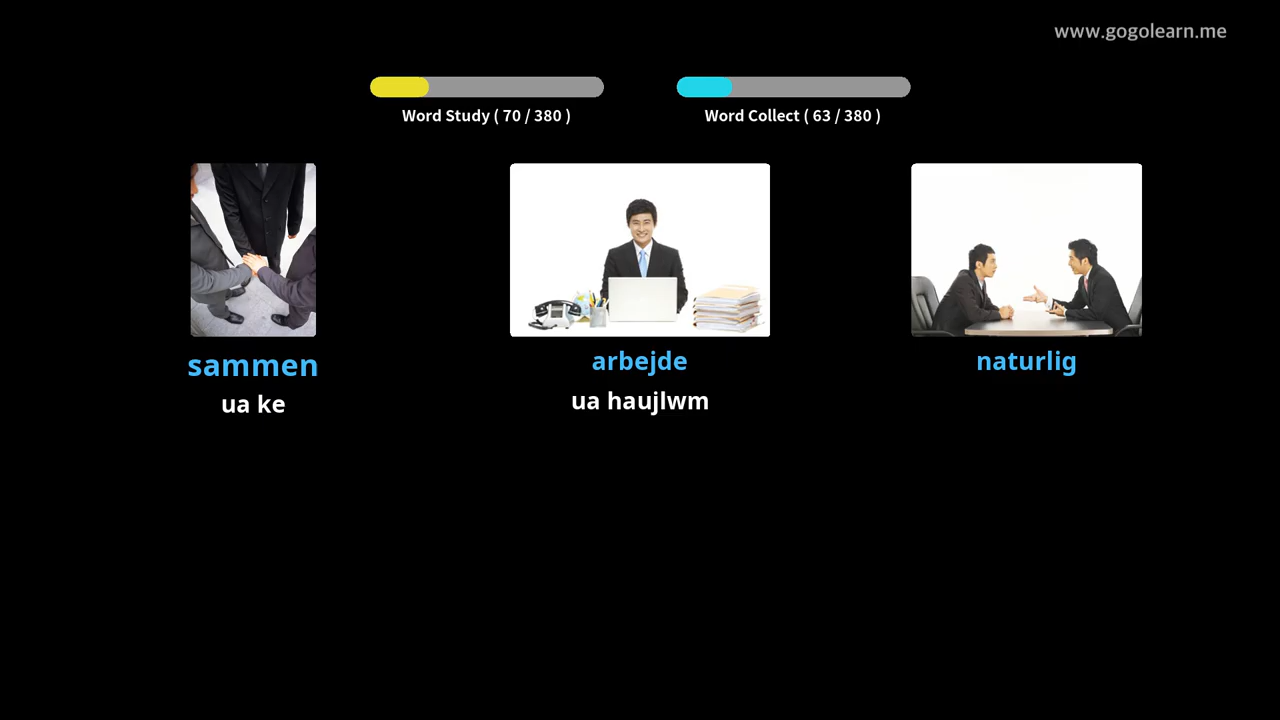 www.gogolearn.me
Word Study ( 70 / 380 )
Word Collect ( 63 / 380 )
sammen
ua ke
arbejde
ua haujlwm
naturlig